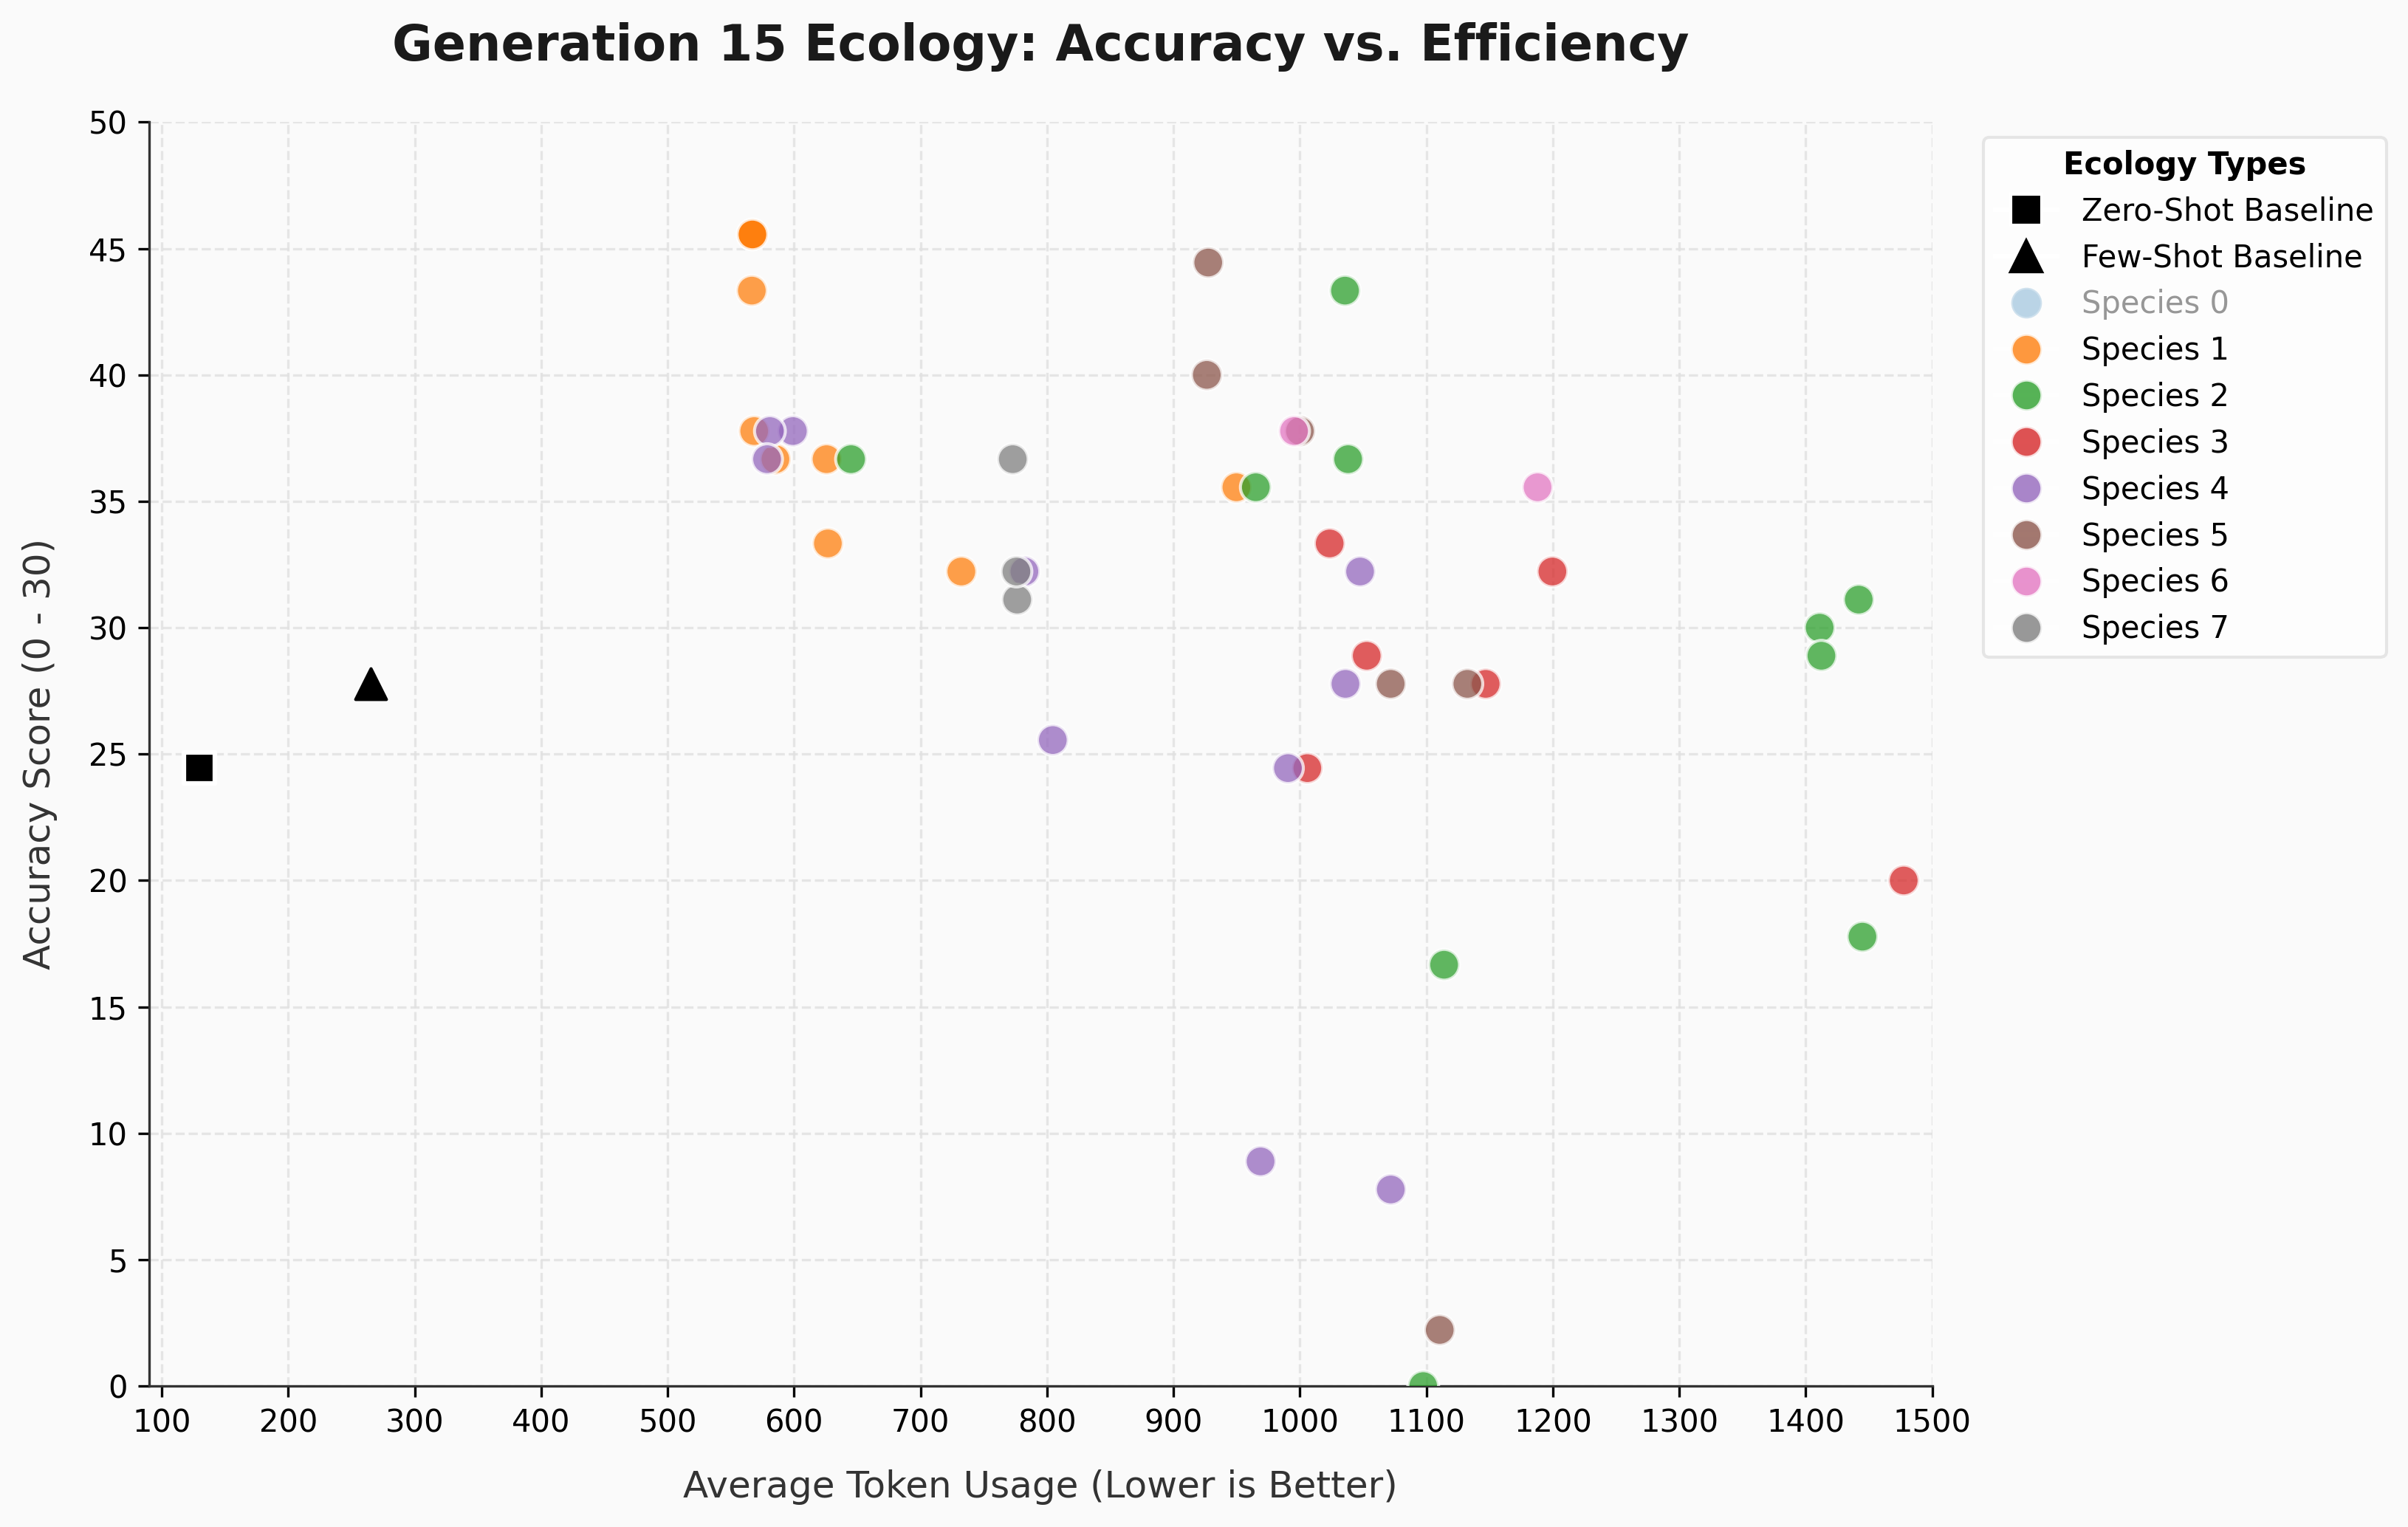 Generation 15 Ecology: Accuracy vs. Efficiency
Accuracy Score (0 - 30)
50
45
40
35
30
25
20
15
10
5
0
100 200 300 400 500 600 700 800 900 1000 1100 1200 1300 1400 1500
Average Token Usage (Lower is Better)
Ecology Types
Zero-Shot Baseline
Few-Shot Baseline
Species 0
Species 1
Species 2
Species 3
Species 4
Species 5
Species 6
Species 7